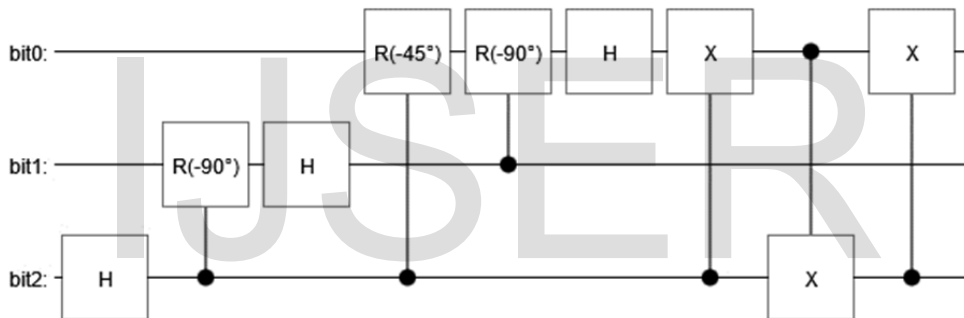 bit0: R(-45°) R(-90°) H X X
bit1: R(-90°) H
bit2: H X
IJSER